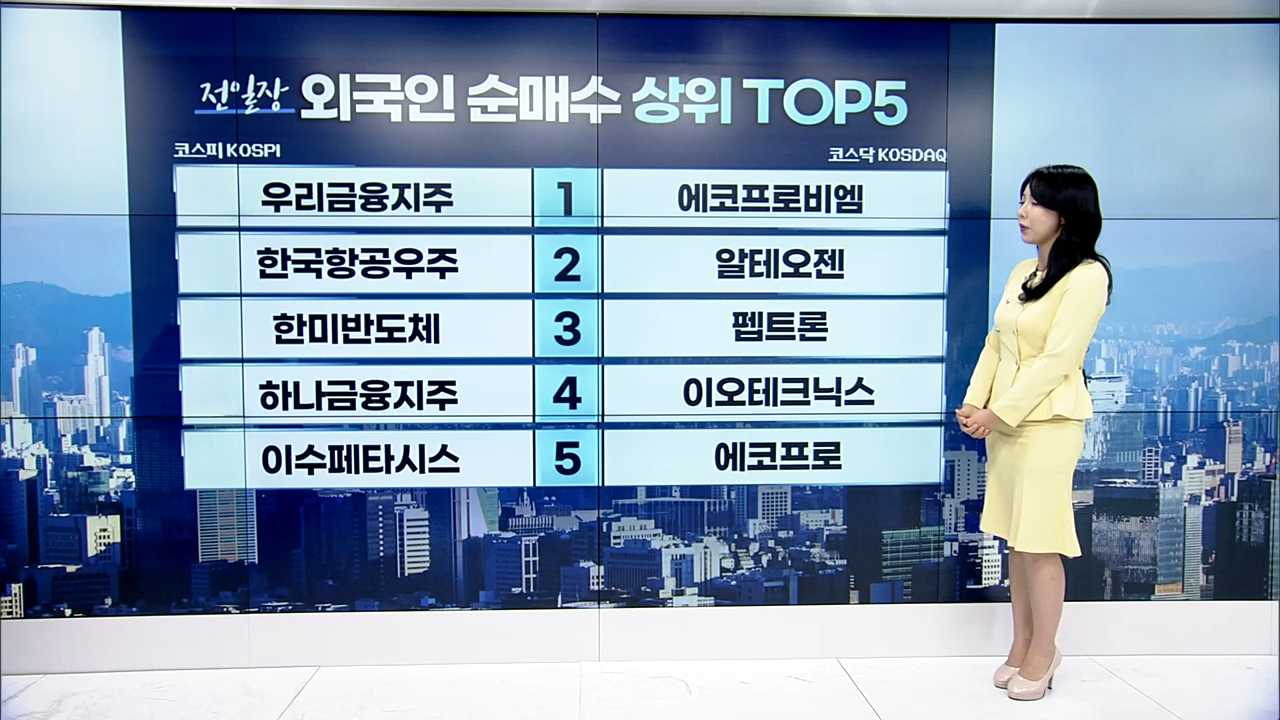 전일장 외국인 순매수 상위 TOP5
코스피 KOSPI 코스닥 KOSDAQ
우리금융지주 1 에코프로비엠
한국항공우주 2 알테오젠
한미반도체 3 펩트론
하나금융지주 4 이오테크닉스
이수페타시스 5 에코프로